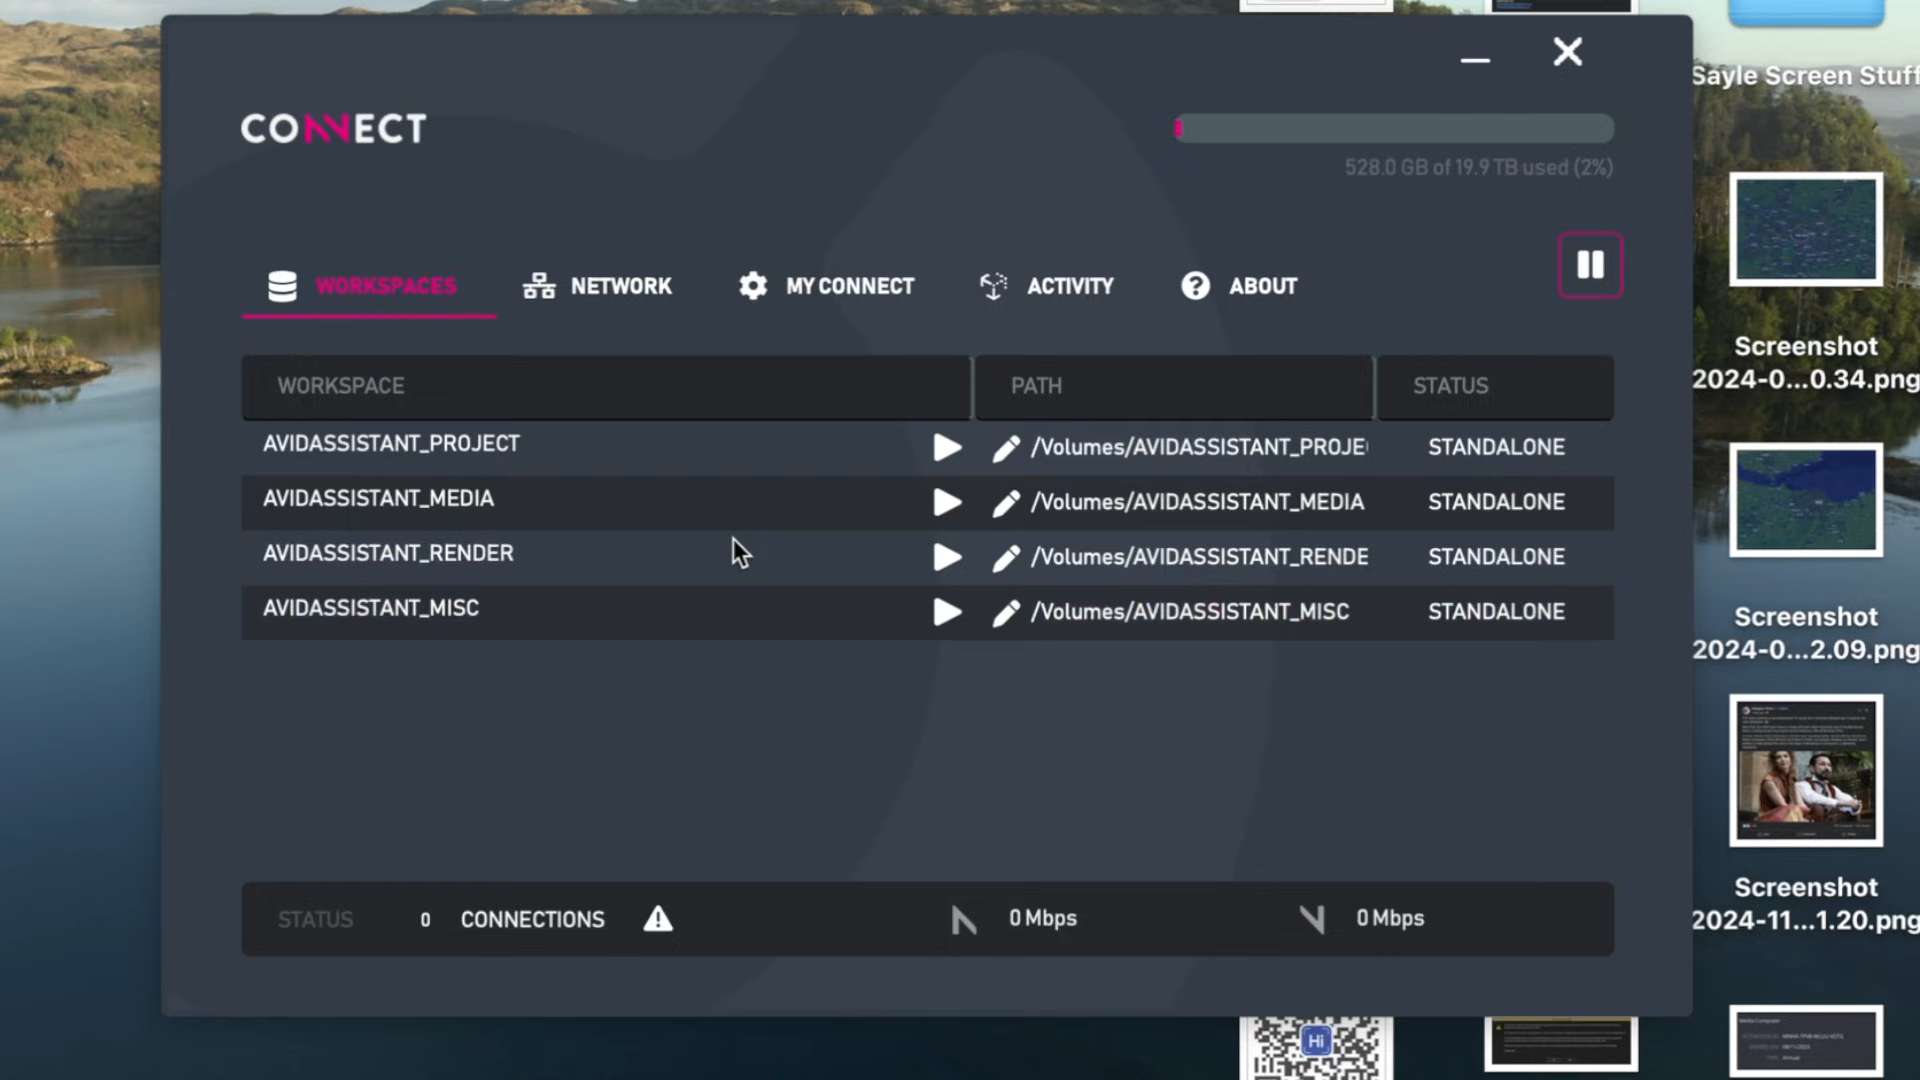 Sayle Screen Stuff
CONNECT
528.0 GB of 19.9 TB used (2%)
WORKSPACES
NETWORK
MY CONNECT
ACTIVITY
ABOUT
WORKSPACE
PATH
STATUS
AVIDASSISTANT_PROJECT
/Volumes/AVIDASSISTANT_PROJE
STANDALONE
AVIDASSISTANT_MEDIA
/Volumes/AVIDASSISTANT_MEDIA
STANDALONE
AVIDASSISTANT_RENDER
/Volumes/AVIDASSISTANT_RENDE
STANDALONE
AVIDASSISTANT_MISC
/Volumes/AVIDASSISTANT_MISC
STANDALONE
STATUS
0 CONNECTIONS
0 Mbps
0 Mbps
Screenshot
2024-0...0.34.png
Screenshot
2024-0...2.09.png
Screenshot
2024-11...1.20.png
Hi
Media Composer